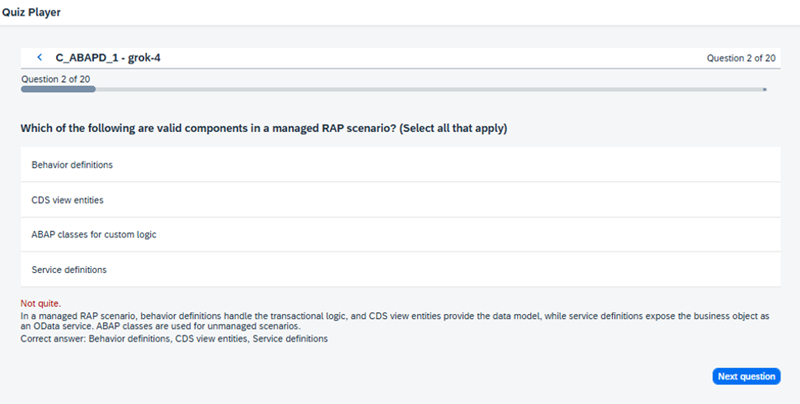 Quiz Player
C_ABAPD_1 - grok-4
Question 2 of 20
Question 2 of 20
Which of the following are valid components in a managed RAP scenario? (Select all that apply)
Behavior definitions
CDS view entities
ABAP classes for custom logic
Service definitions
Not quite.
In a managed RAP scenario, behavior definitions handle the transactional logic, and CDS view entities provide the data model, while service definitions expose the business object as
an OData service. ABAP classes are used for unmanaged scenarios.
Correct answer: Behavior definitions, CDS view entities, Service definitions
Next question